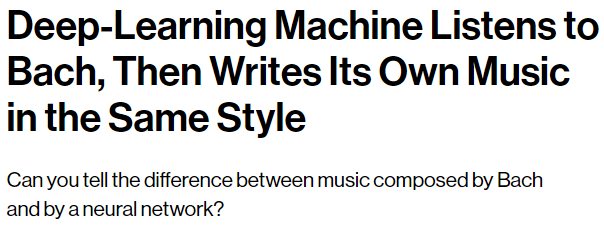 Deep-Learning Machine Listens to
Bach, Then Writes Its Own Music
in the Same Style
Can you tell the difference between music composed by Bach
and by a neural network?